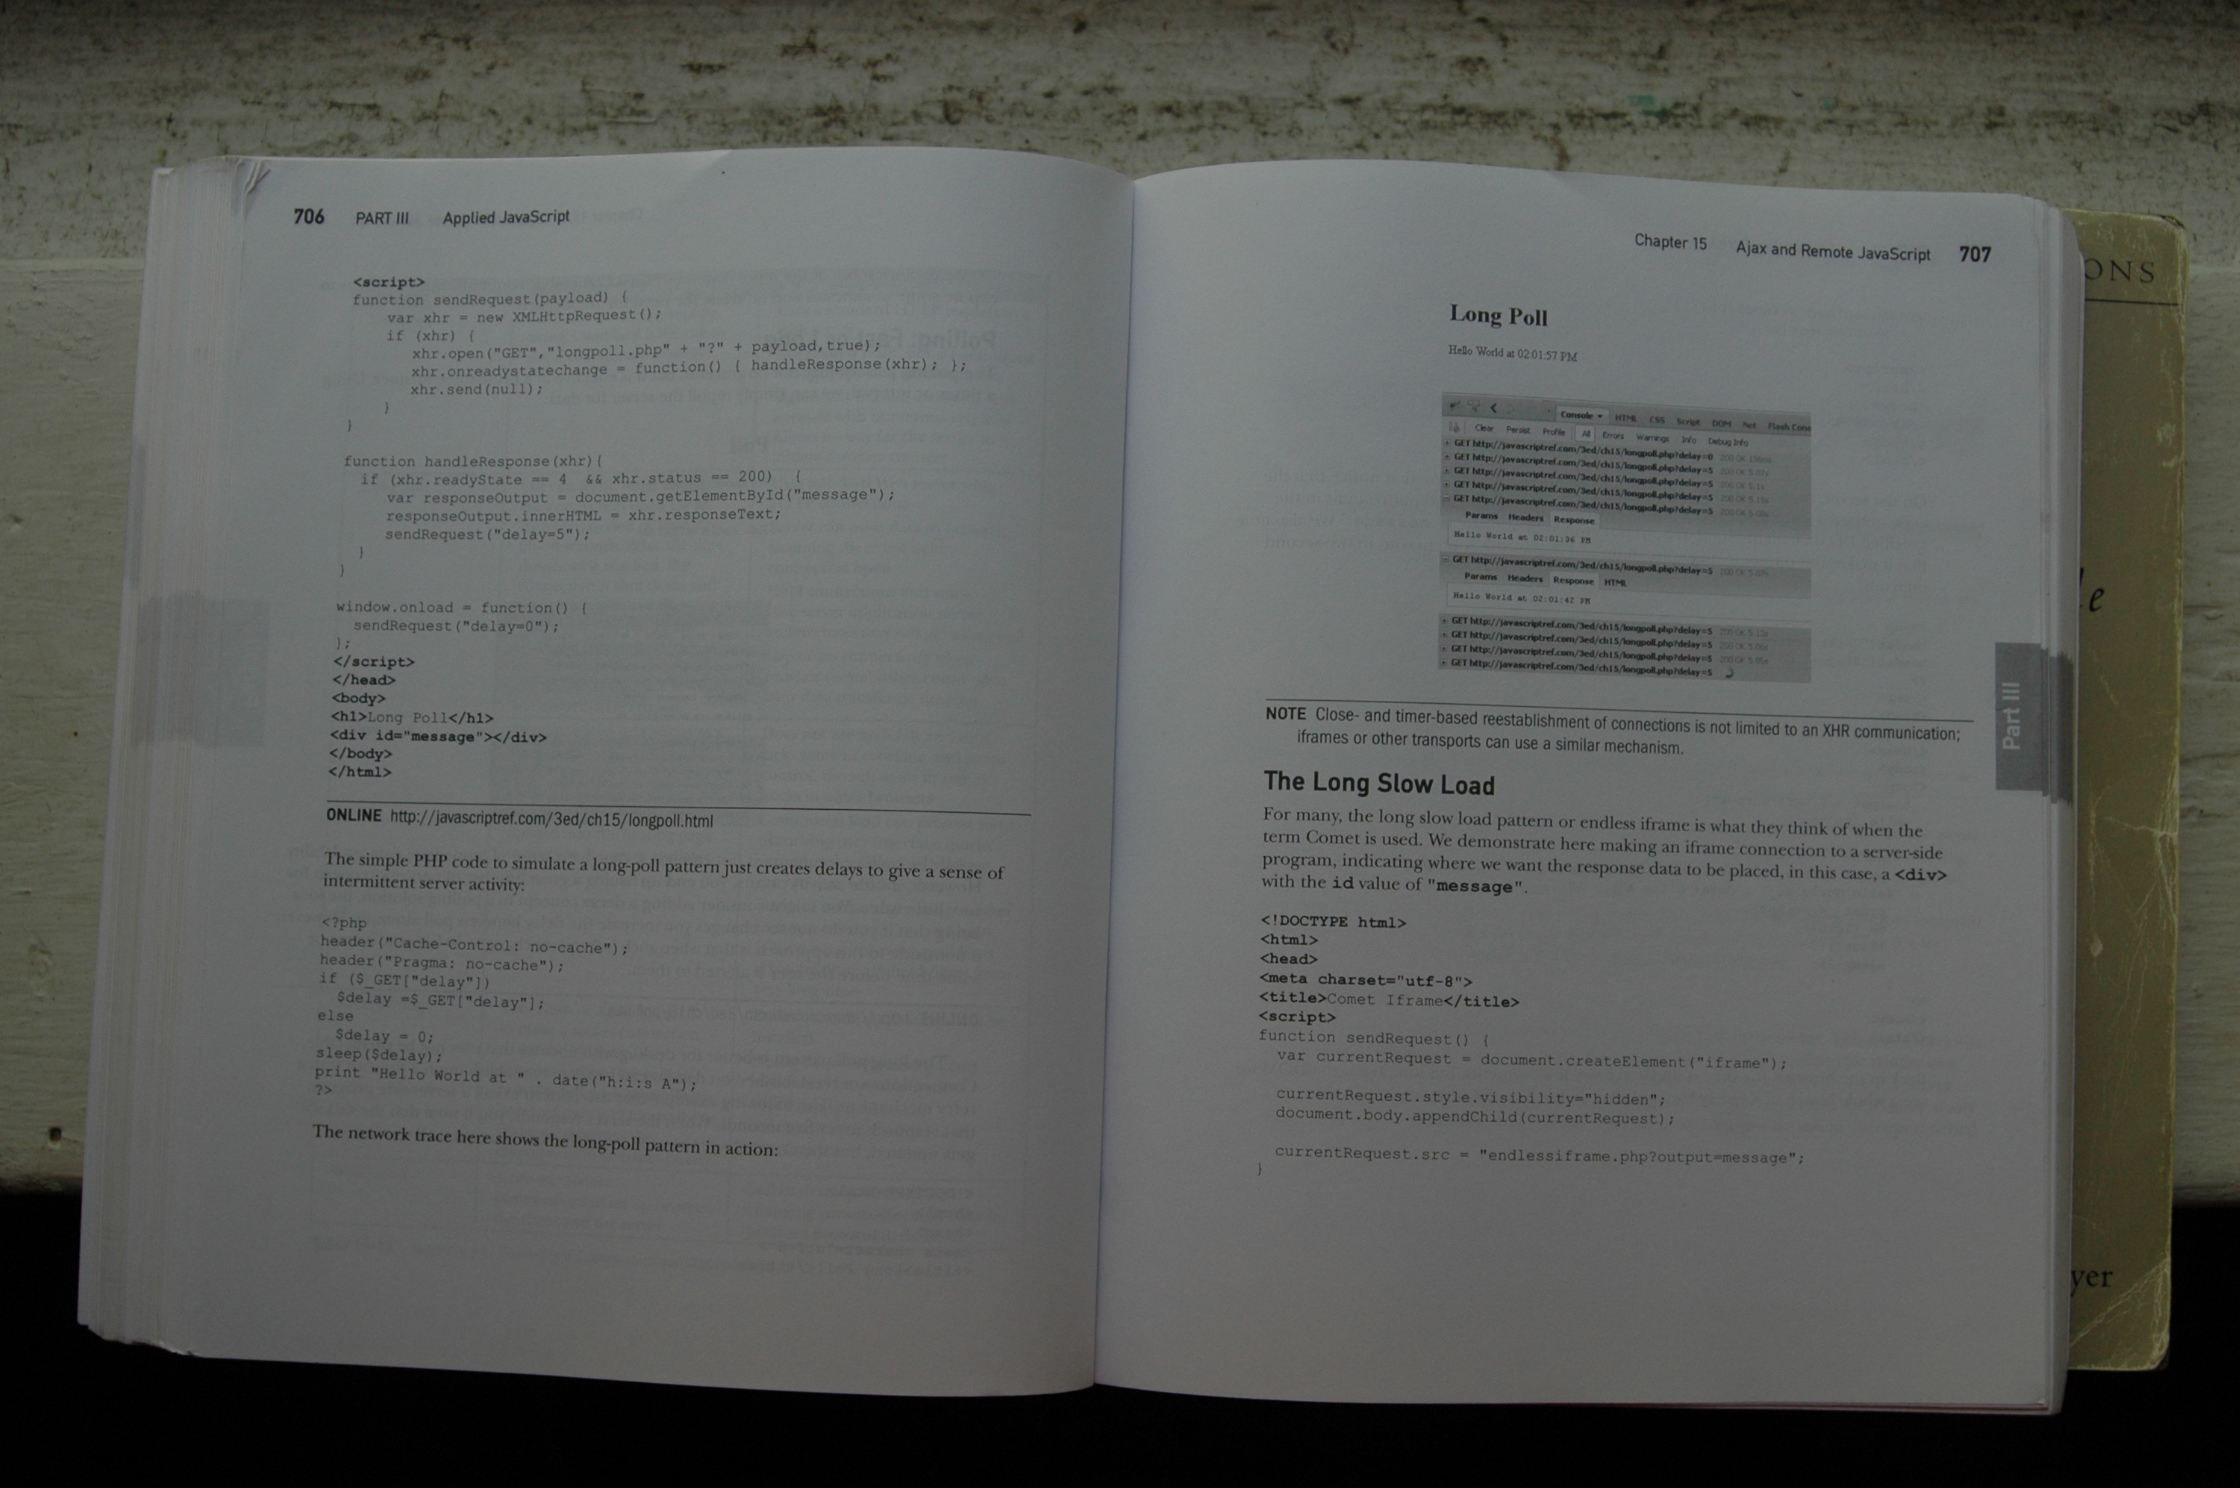 706 PART III Applied JavaScript
<script>
function sendRequest(payload) {
var xhr = new XMLHttpRequest();
if (xhr) {
xhr.open("GET","longpoll.php" + "?" + payload,true);
xhr.onreadystatechange = function() { handleResponse(xhr); };
xhr.send(null);
}
}
function handleResponse(xhr){
if (xhr.readyState == 4 && xhr.status == 200) {
var responseOutput = document.getElementById("message");
responseOutput.innerHTML = xhr.responseText;
sendRequest("delay=5");
}
}
window.onload = function() {
sendRequest("delay=0");
};
</script>
</head>
<body>
<h1>Long Poll</h1>
<div id="message"></div>
</body>
</html>
ONLINE http://javascriptref.com/3ed/ch15/longpoll.html
The simple PHP code to simulate a long-poll pattern just creates delays to give a sense of
intermittent server activity:
<?php
header("Cache-Control: no-cache");
header("Pragma: no-cache");
if ($_GET["delay"])
$delay =$_GET["delay"];
else
$delay = 0;
sleep($delay);
print "Hello World at " . date("h:i:s A");
?>
The network trace here shows the long-poll pattern in action:
Chapter 15 Ajax and Remote JavaScript 707
Long Poll
Hello World at 02:01:57 PM
Console HTML CSS Script DOM Net Flash
Clear Persist Profile All Errors Warnings Info Debug Info
GET http://javascriptref.com/3ed/ch15/longpoll.php?delay=0
GET http://javascriptref.com/3ed/ch15/longpoll.php?delay=5
GET http://javascriptref.com/3ed/ch15/longpoll.php?delay=5
GET http://javascriptref.com/3ed/ch15/longpoll.php?delay=5
GET http://javascriptref.com/3ed/ch15/longpoll.php?delay=5
Params Headers Response
Hello World at 02:01:36 PM
GET http://javascriptref.com/3ed/ch15/longpoll.php?delay=5
Params Headers Response HTML
Hello World at 02:01:42 PM
GET http://javascriptref.com/3ed/ch15/longpoll.php?delay=5
GET http://javascriptref.com/3ed/ch15/longpoll.php?delay=5
GET http://javascriptref.com/3ed/ch15/longpoll.php?delay=5
GET http://javascriptref.com/3ed/ch15/longpoll.php?delay=5
NOTE Close- and timer-based reestablishment of connections is not limited to an XHR communication;
iframes or other transports can use a similar mechanism.
The Long Slow Load
For many, the long slow load pattern or endless iframe is what they think of when the
term Comet is used. We demonstrate here making an iframe connection to a server-side
program, indicating where we want the response data to be placed, in this case, a <div>
with the id value of "message".
<!DOCTYPE html>
<html>
<head>
<meta charset="utf-8">
<title>Comet Iframe</title>
<script>
function sendRequest() {
var currentRequest = document.createElement("iframe");
currentRequest.style.visibility="hidden";
document.body.appendChild(currentRequest);
currentRequest.src = "endlessiframe.php?output=message";
}
Part III
ONS
le
yer